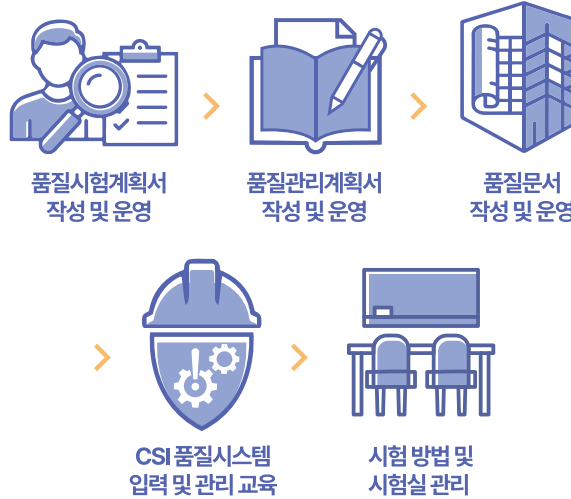 품질시험계획서
작성 및 운영
품질관리계획서
작성 및 운영
품질문서
작성 및 운영
CSI 품질시스템
입력 및 관리 교육
시험 방법 및
시험실 관리